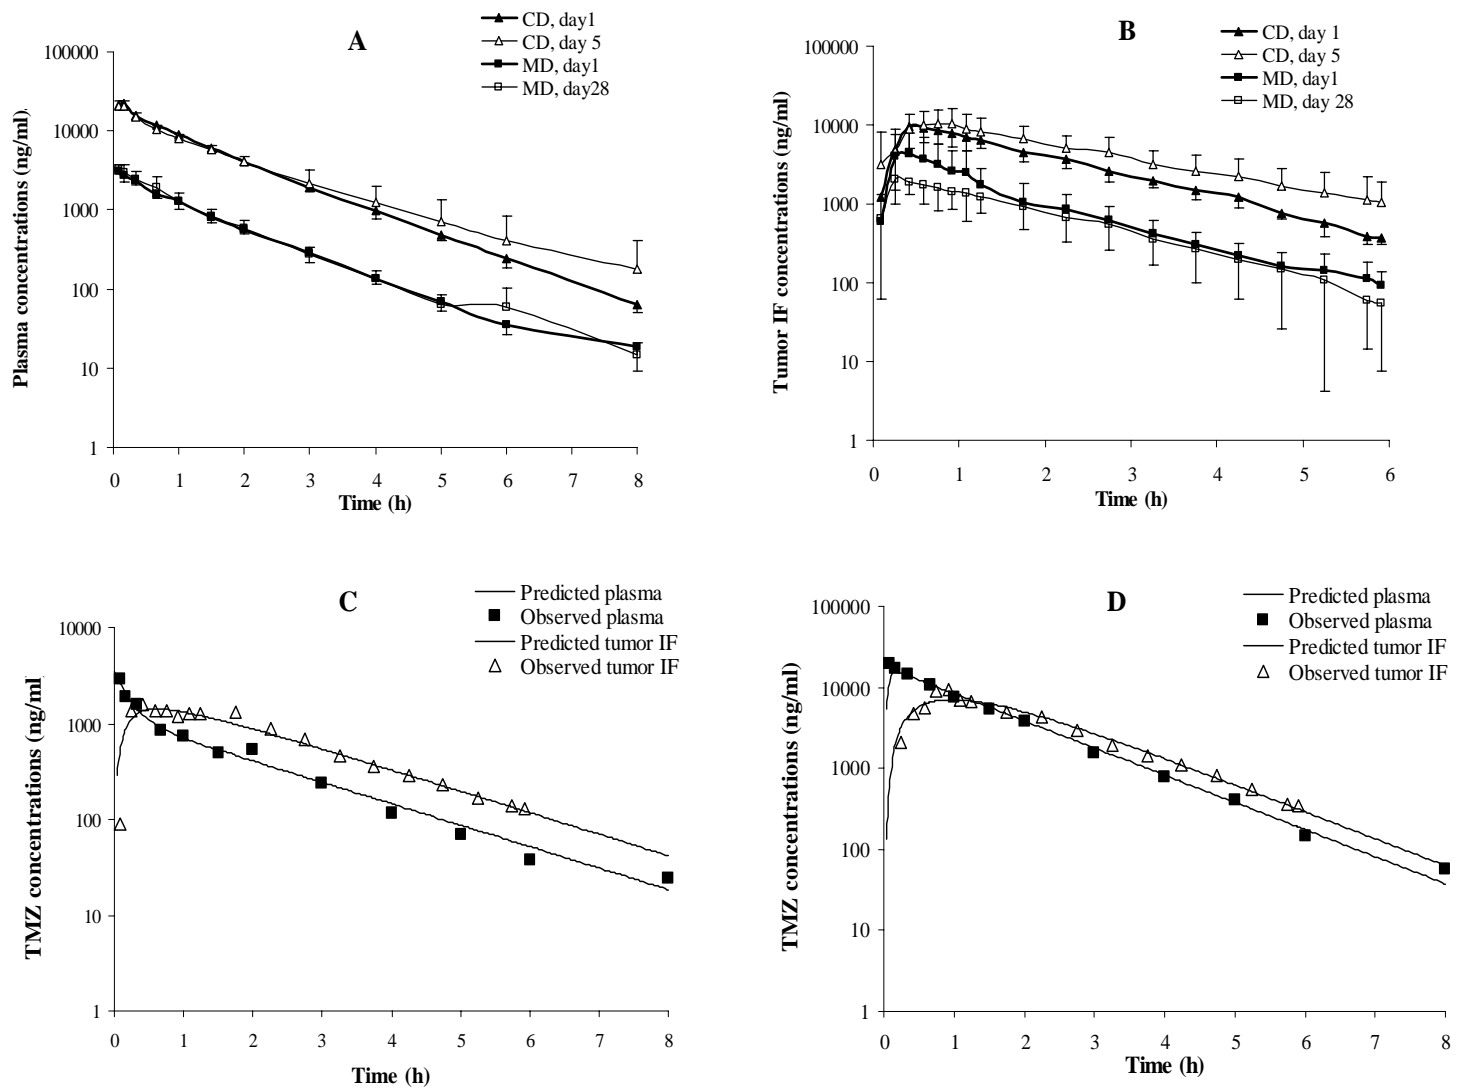 A
CD, day1
CD, day 5
MD, day1
MD, day28
100000
10000
1000
100
10
1
Plasma concentrations (ng/ml)
0 1 2 3 4 5 6 7 8
Time (h)
B
CD, day 1
CD, day 5
MD, day1
MD, day 28
100000
10000
1000
100
10
1
Tumor IF concentrations (ng/ml)
0 1 2 3 4 5 6
Time (h)
C
Predicted plasma
Observed plasma
Predicted tumor IF
Observed tumor IF
10000
1000
100
10
1
TMZ concentrations (ng/ml)
0 1 2 3 4 5 6 7 8
Time (h)
D
Predicted plasma
Observed plasma
Predicted tumor IF
Observed tumor IF
100000
10000
1000
100
10
1
TMZ concentrations (ng/ml)
0 1 2 3 4 5 6 7 8
Time (h)